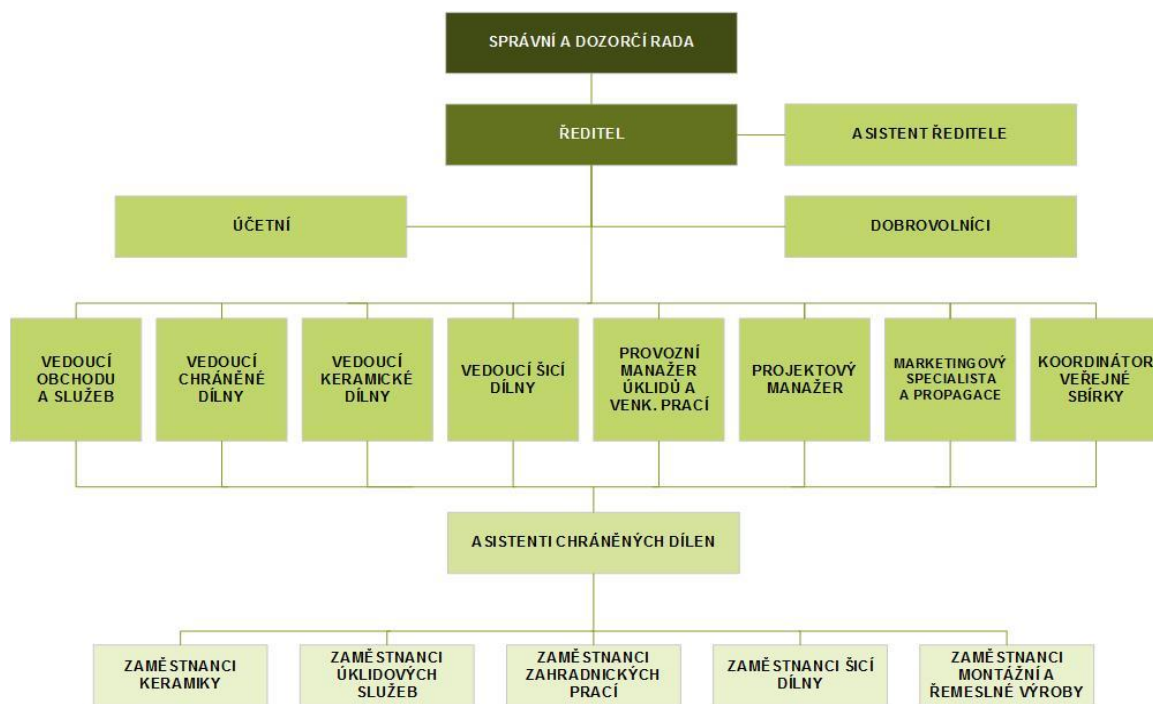 SPRÁVNÍ A DOZORČÍ RADA
ŘEDITEL
ASISTENT ŘEDITELE
ÚČETNÍ
DOBROVOLNÍCI
VEDOUCÍ
OBCHODU
A SLUŽEB
VEDOUCÍ
CHRÁNĚNÉ
DÍLNY
VEDOUCÍ
KERAMICKÉ
DÍLNY
VEDOUCÍ ŠICÍ
DÍLNY
PROVOZNÍ
MANAŽER
ÚKLIDŮ A
VENK. PRACÍ
PROJEKTOVÝ
MANAŽER
MARKETINGOVÝ
SPECIALISTA
A PROPAGACE
KOORDINÁTOR
VEŘEJNÉ
SBÍRKY
ASISTENTI CHRÁNĚNÝCH DÍLEN
ZAMĚSTNANCI
KERAMIKY
ZAMĚSTNANCI
ÚKLIDOVÝCH
SLUŽEB
ZAMĚSTNANCI
ZAHRADNICKÝCH
PRACÍ
ZAMĚSTNANCI ŠICÍ
DÍLNY
ZAMĚSTNANCI
MONTÁŽNÍ A
ŘEMESLNÉ VÝROBY